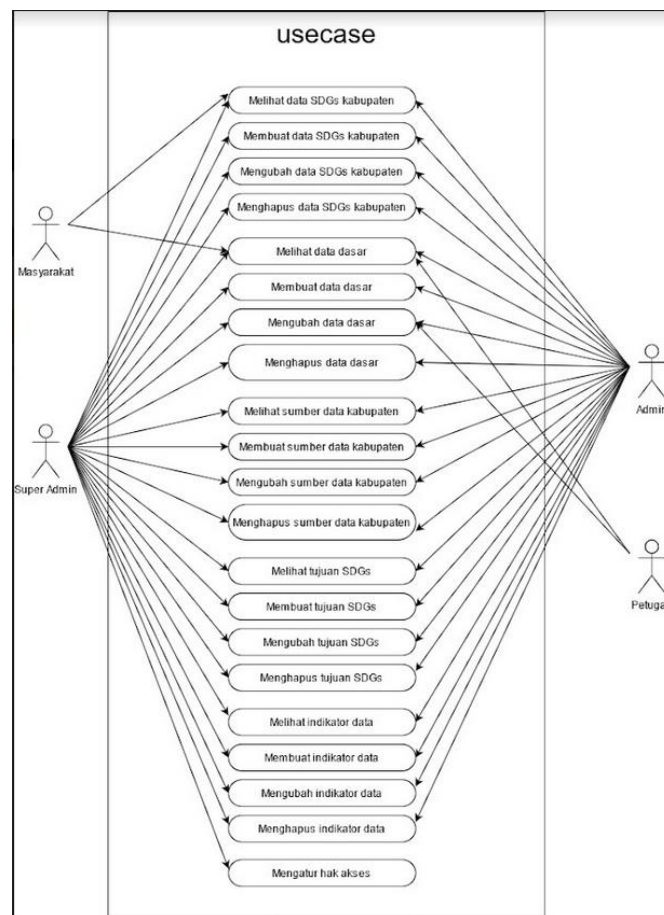 usecase
Melihat data SDGs kabupaten
Membuat data SDGs kabupaten
Mengubah data SDGs kabupaten
Menghapus data SDGs kabupaten
Masyarakat
Melihat data dasar
Membuat data dasar
Mengubah data dasar
Menghapus data dasar
Admin
Melihat sumber data kabupaten
Membuat sumber data kabupaten
Super Admin
Mengubah sumber data kabupaten
Menghapus sumber data kabupaten
Melihat tujuan SDGs
Membuat tujuan SDGs
Petugas
Mengubah tujuan SDGs
Menghapus tujuan SDGs
Melihat indikator data
Membuat indikator data
Mengubah indikator data
Menghapus indikator data
Mengatur hak akses